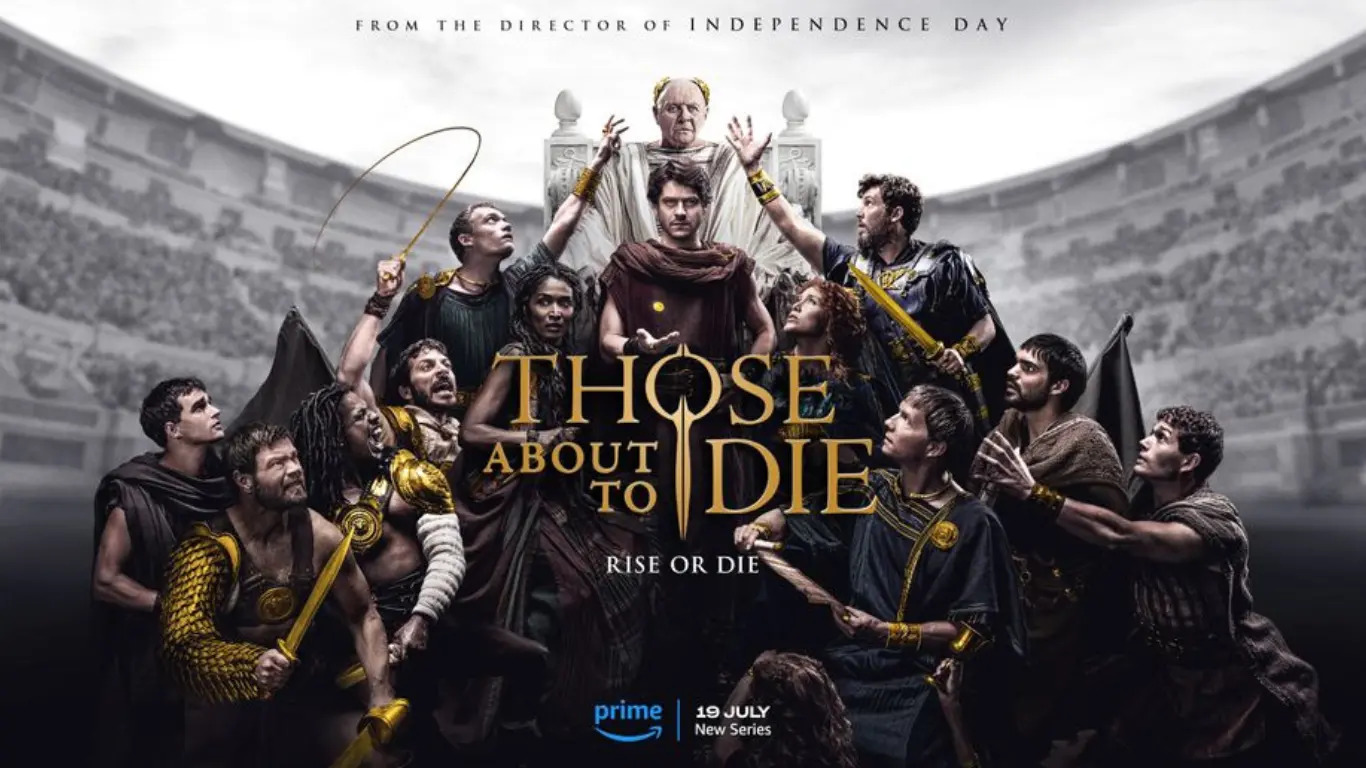 FROM THE DIRECTOR OF INDEPENDENCE DAY
THOSE
ABOUT
TO DIE
RISE OR DIE
prime
19 JULY
New Series